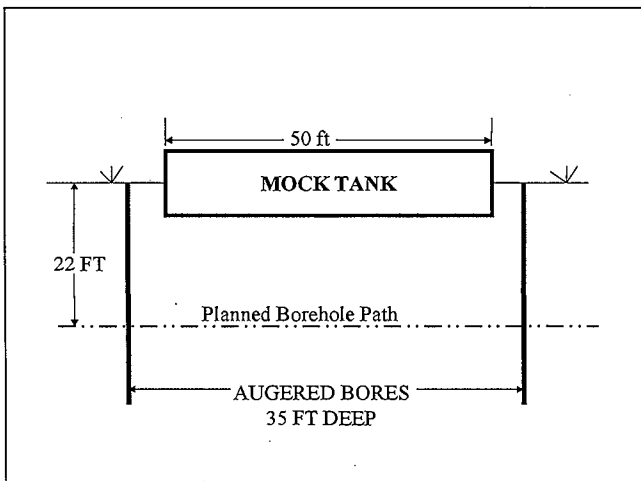 50 ft
MOCK TANK
22 FT
Planned Borehole Path
AUGERED BORES
35 FT DEEP